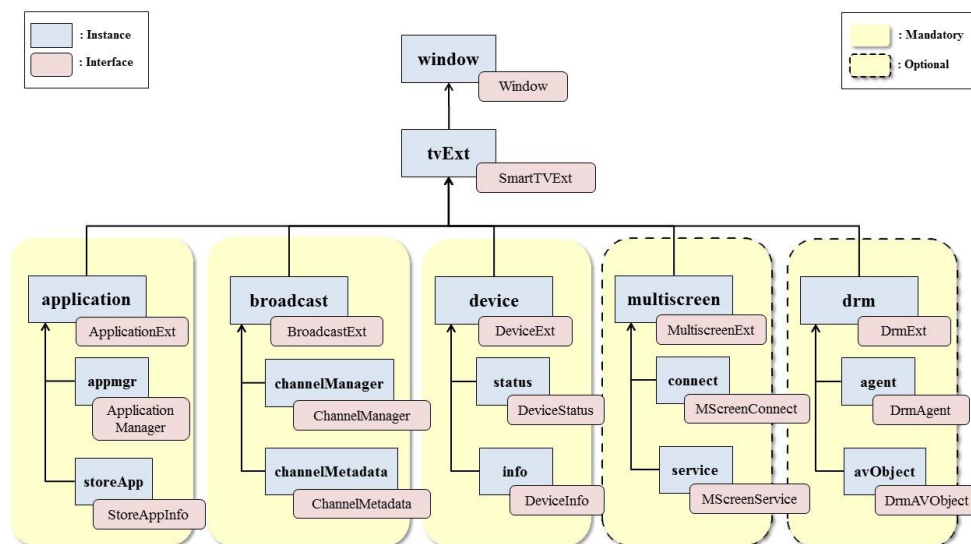 : Instance
: Interface
: Mandatory
: Optional
window
Window
tvExt
SmartTVExt
application
ApplicationExt
appmgr
Application
Manager
storeApp
StoreAppInfo
broadcast
BroadcastExt
channelManager
ChannelManager
channelMetadata
ChannelMetadata
device
DeviceExt
status
DeviceStatus
info
DeviceInfo
multiscreen
MultiscreenExt
connect
MScreenConnect
service
MScreenService
drm
DrmExt
agent
DrmAgent
avObject
DrmAVObject